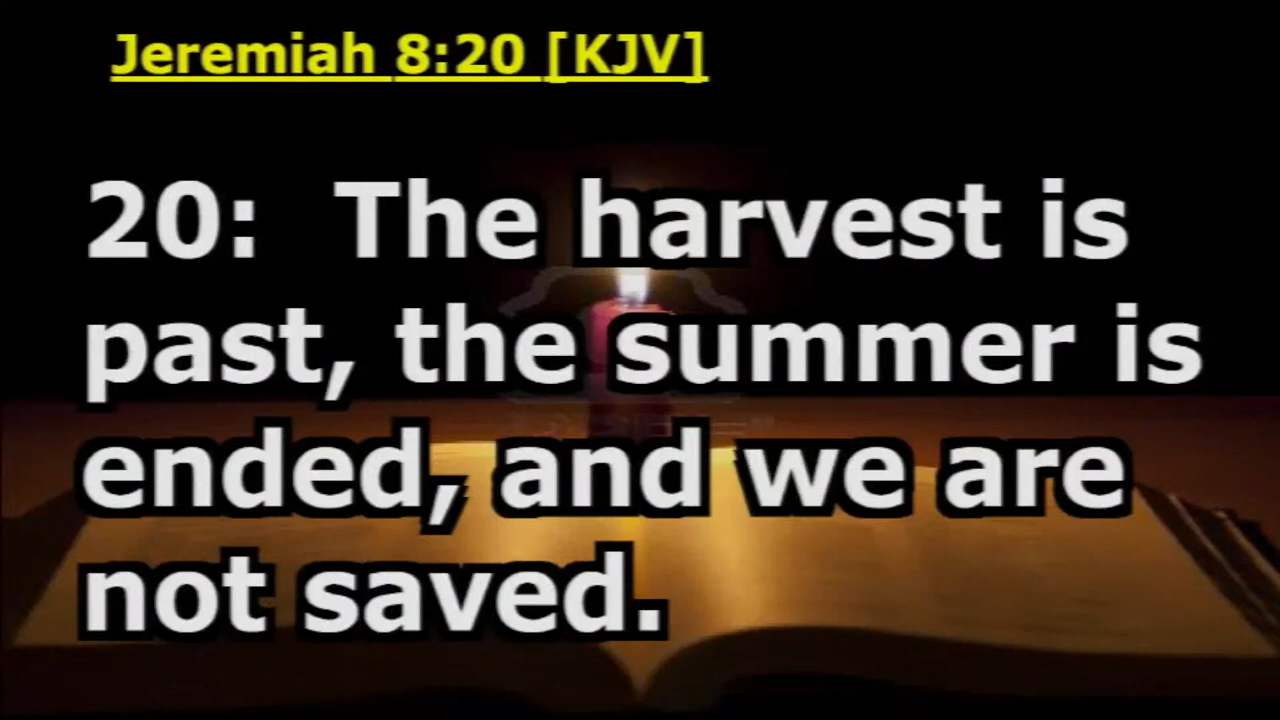 Jeremiah 8:20 [KJV]
20:  The harvest is
past, the summer is
ended, and we are
not saved.